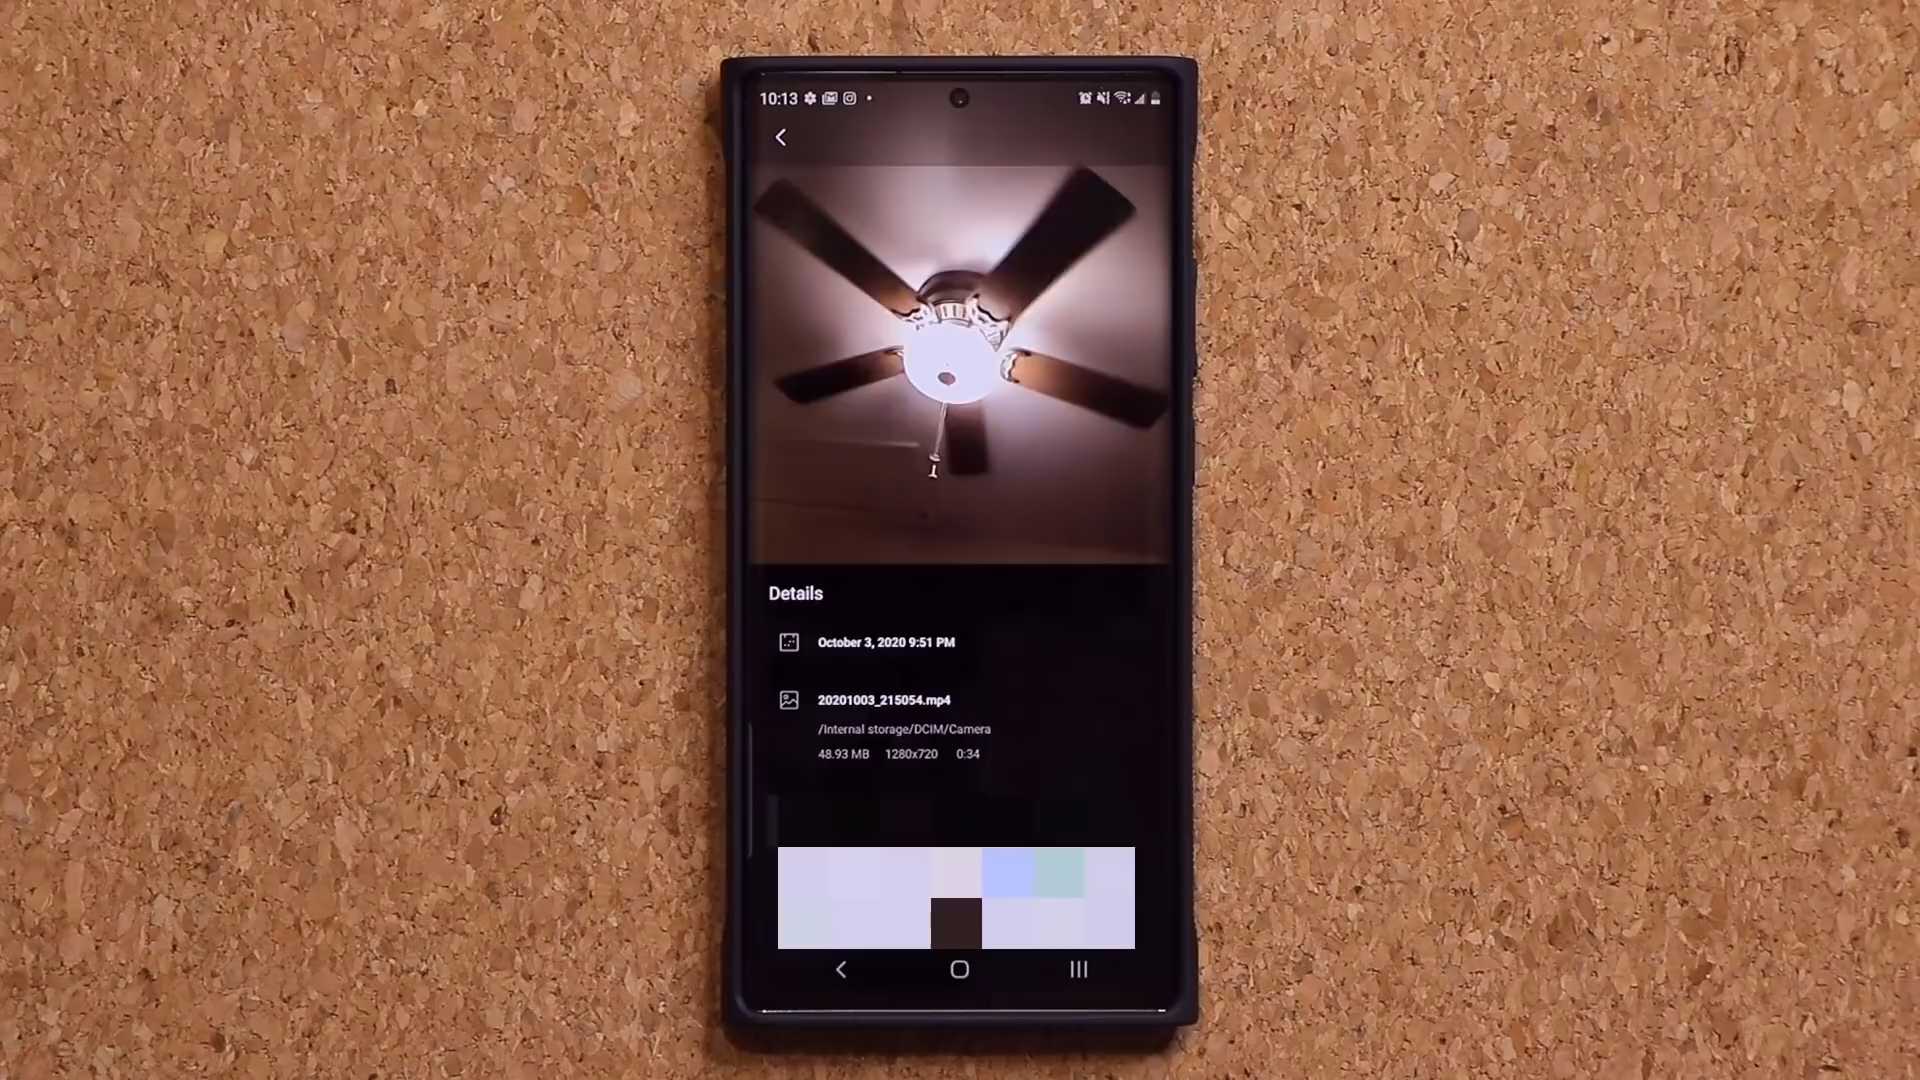 10:13
Details
October 3, 2020 9:51 PM
20201003_215054.mp4
/Internal storage/DCIM/Camera
48.93 MB 1280x720 0:34